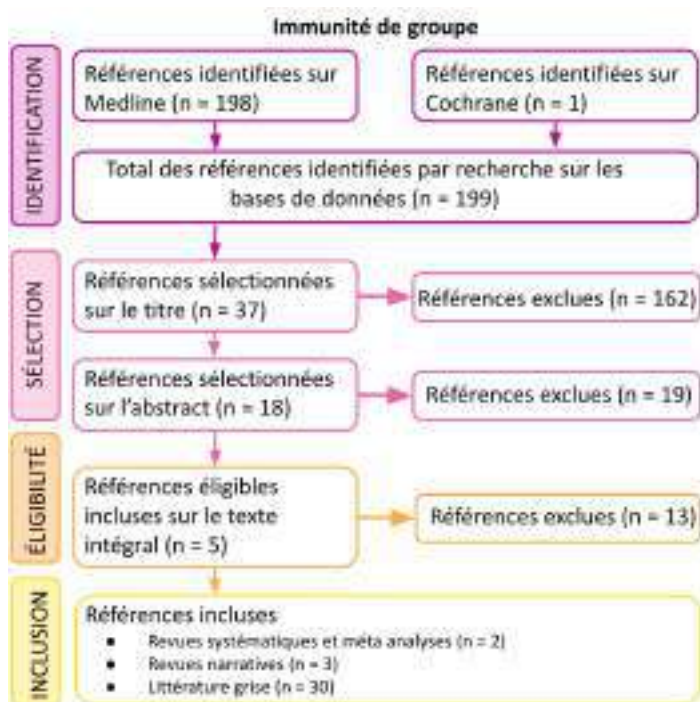 Immunité de groupe
IDENTIFICATION
Références identifiées sur
Medline (n = 198)
Références identifiées sur
Cochrane (n = 1)
Total des références identifiées par recherche sur les
bases de données (n = 199)
SÉLECTION
Références sélectionnées
sur le titre (n = 37)
Références exclues (n = 162)
Références sélectionnées
sur l'abstract (n = 18)
Références exclues (n = 19)
ÉLIGIBILITÉ
Références éligibles
incluses sur le texte
intégral (n = 5)
Références exclues (n = 13)
INCLUSION
Références incluses
• Revues systématiques et méta analyses (n = 2)
• Revues narratives (n = 3)
• Littérature grise (n = 30)